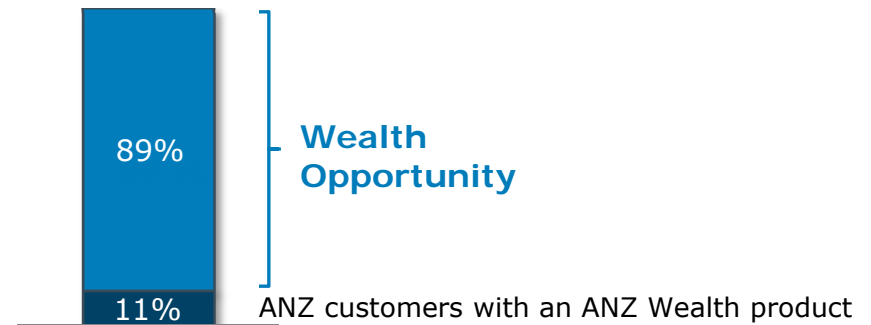 89%
Wealth
Opportunity
11%
ANZ customers with an ANZ Wealth product